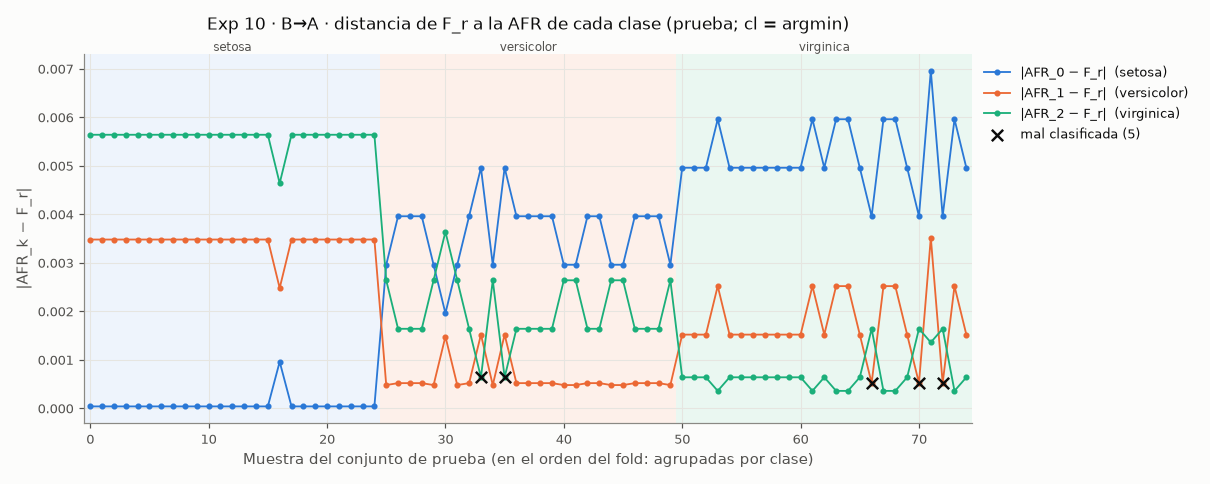 Exp 10 · B→A · distancia de F_r a la AFR de cada clase (prueba; cl = argmin)
setosa
versicolor
virginica
0.007
0.006
0.005
0.004
0.003
0.002
0.001
0.000
|AFR_k − F_r|
0
10
20
30
40
50
60
70
Muestra del conjunto de prueba (en el orden del fold: agrupadas por clase)
|AFR_0 − F_r| (setosa)
|AFR_1 − F_r| (versicolor)
|AFR_2 − F_r| (virginica)
mal clasificada (5)